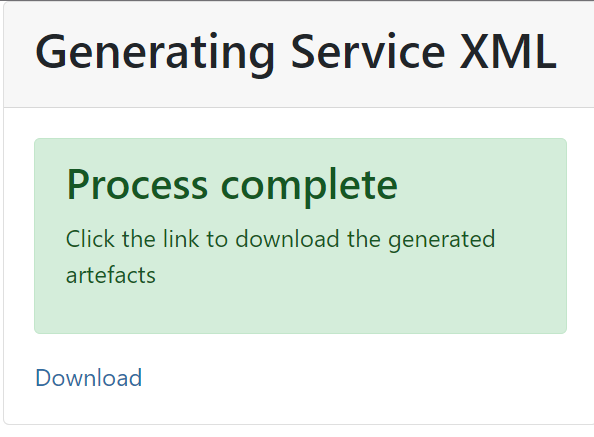 Generating Service XML
Process complete
Click the link to download the generated
artefacts
Download